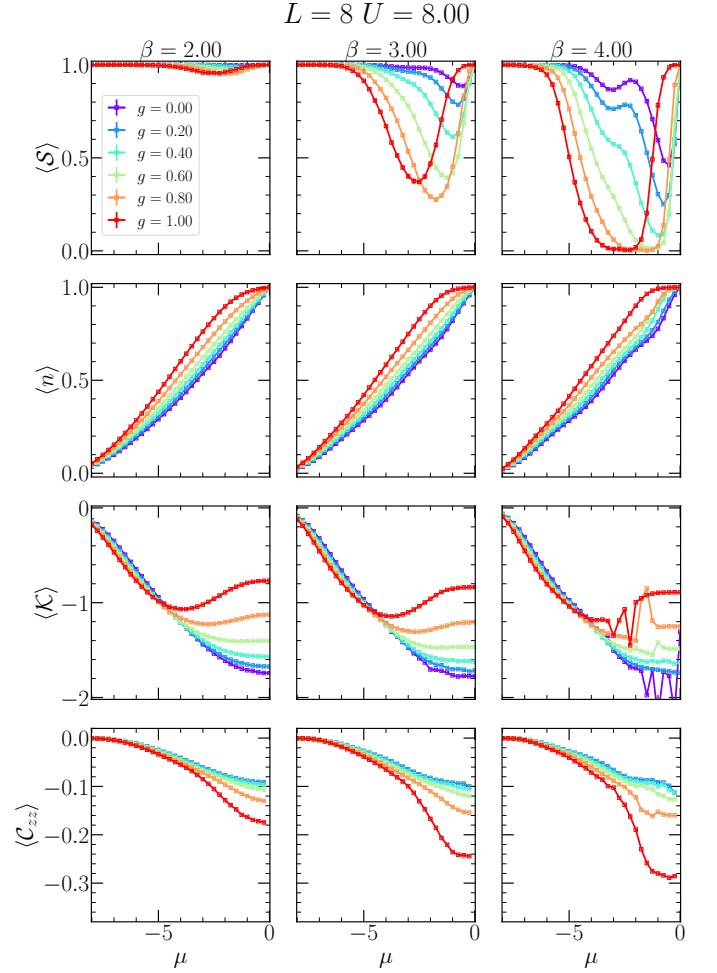 L = 8 U = 8.00
β = 2.00 β = 3.00 β = 4.00
⟨S⟩
1.0
0.5
0.0
g = 0.00
g = 0.20
g = 0.40
g = 0.60
g = 0.80
g = 1.00
⟨n⟩
1.0
0.5
0.0
⟨K⟩
0
−1
−2
⟨C_zz⟩
0.0
−0.1
−0.2
−0.3
−5 0 −5 0 −5 0
μ μ μ